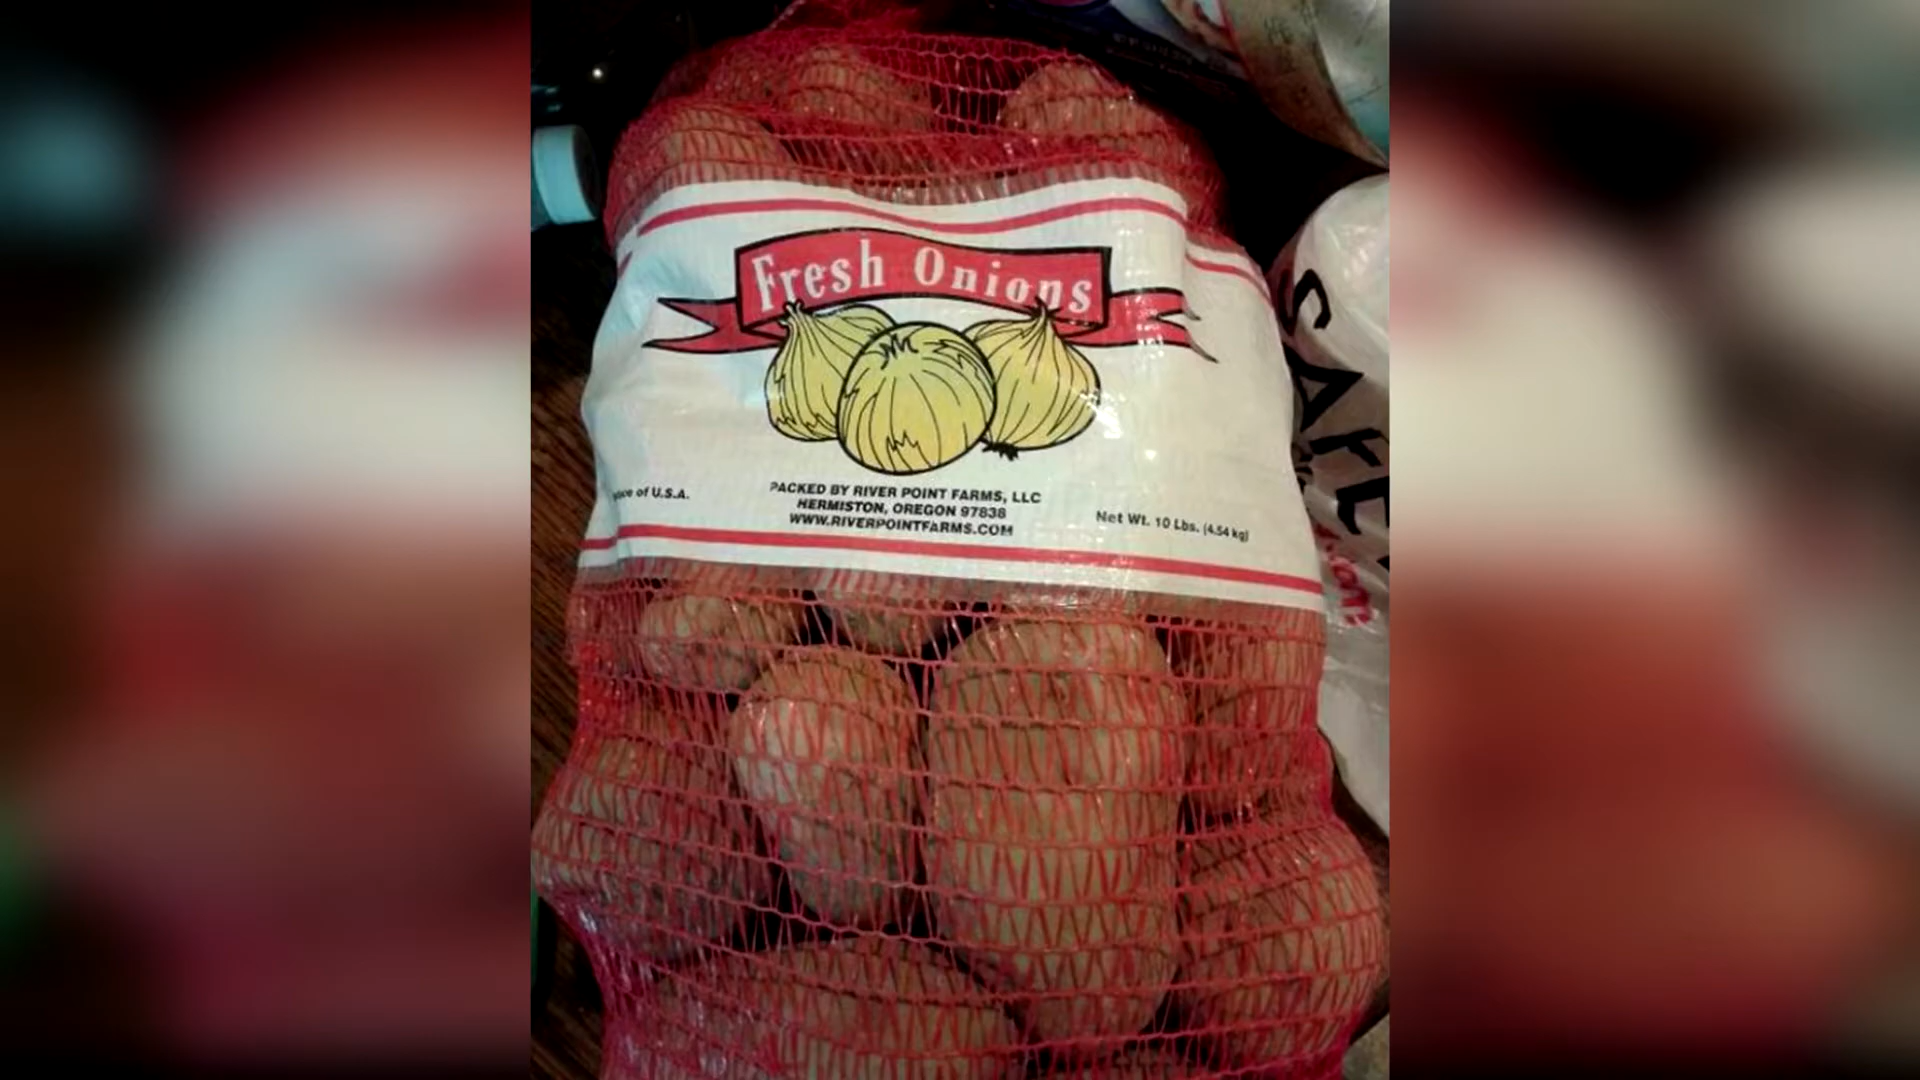 Fresh Onions
PACKED BY RIVER POINT FARMS, LLC
HERMISTON, OREGON 97838
WWW.RIVERPOINTFARMS.COM
of U.S.A.
Net Wt. 10 Lbs. (4.54 kg)